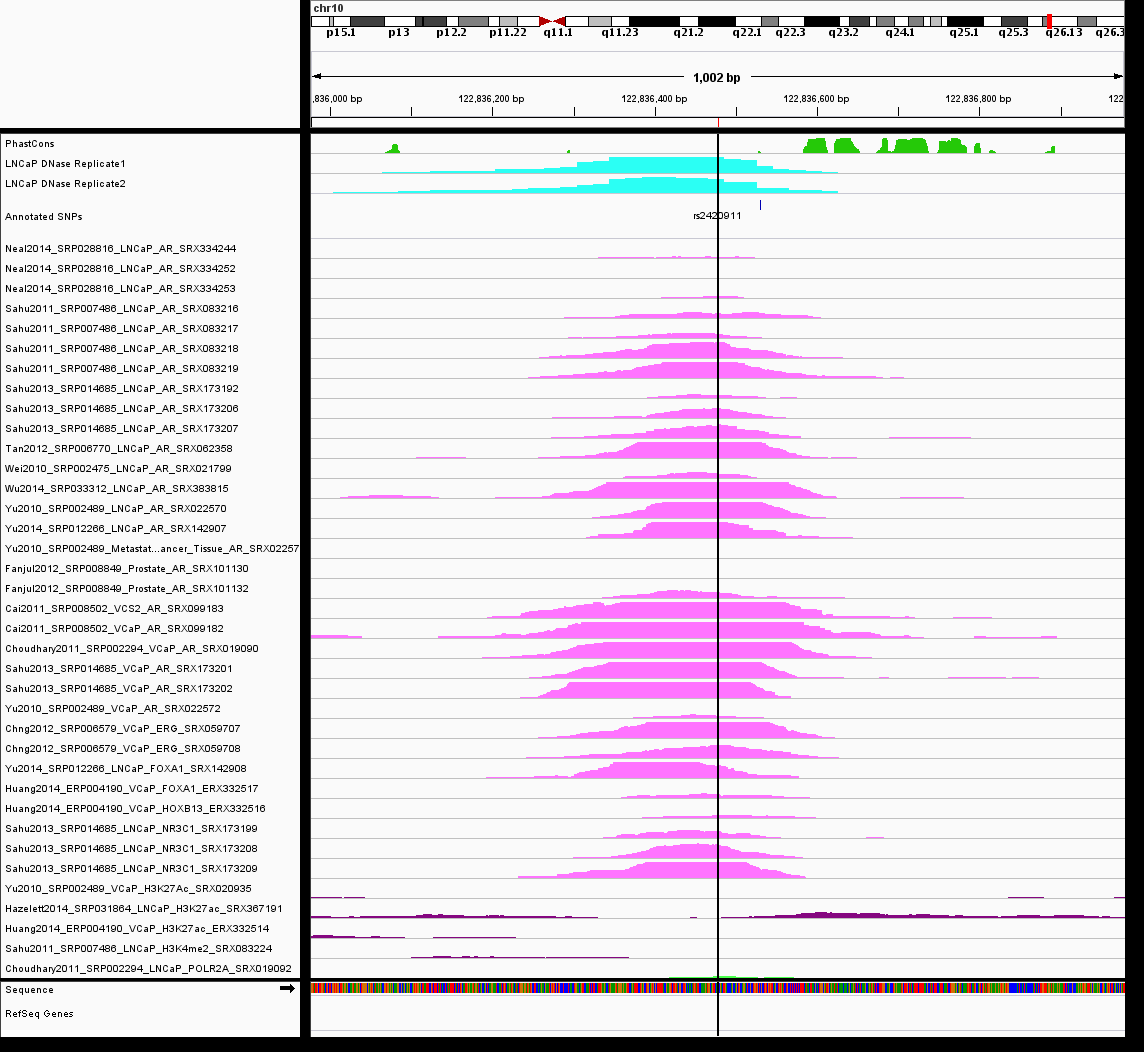 chr10
p15.1 p13 p12.2 p11.22 q11.1 q11.23 q21.2 q22.1 q22.3 q23.2 q24.1 q25.1 q25.3 q26.13 q26.3
1,002 bp
,836,000 bp 122,836,200 bp 122,836,400 bp 122,836,600 bp 122,836,800 bp 122
PhastCons
LNCaP DNase Replicate1
LNCaP DNase Replicate2
Annotated SNPs
rs2420911
Neal2014_SRP028816_LNCaP_AR_SRX334244
Neal2014_SRP028816_LNCaP_AR_SRX334252
Neal2014_SRP028816_LNCaP_AR_SRX334253
Sahu2011_SRP007486_LNCaP_AR_SRX083216
Sahu2011_SRP007486_LNCaP_AR_SRX083217
Sahu2011_SRP007486_LNCaP_AR_SRX083218
Sahu2011_SRP007486_LNCaP_AR_SRX083219
Sahu2013_SRP014685_LNCaP_AR_SRX173192
Sahu2013_SRP014685_LNCaP_AR_SRX173206
Sahu2013_SRP014685_LNCaP_AR_SRX173207
Tan2012_SRP006770_LNCaP_AR_SRX062358
Wei2010_SRP002475_LNCaP_AR_SRX021799
Wu2014_SRP033312_LNCaP_AR_SRX383815
Yu2010_SRP002489_LNCaP_AR_SRX022570
Yu2014_SRP012266_LNCaP_AR_SRX142907
Yu2010_SRP002489_Metastat...ancer_Tissue_AR_SRX02257
Fanjul2012_SRP008849_Prostate_AR_SRX101130
Fanjul2012_SRP008849_Prostate_AR_SRX101132
Cai2011_SRP008502_VCS2_AR_SRX099183
Cai2011_SRP008502_VCaP_AR_SRX099182
Choudhary2011_SRP002294_VCaP_AR_SRX019090
Sahu2013_SRP014685_VCaP_AR_SRX173201
Sahu2013_SRP014685_VCaP_AR_SRX173202
Yu2010_SRP002489_VCaP_AR_SRX022572
Chng2012_SRP006579_VCaP_ERG_SRX059707
Chng2012_SRP006579_VCaP_ERG_SRX059708
Yu2014_SRP012266_LNCaP_FOXA1_SRX142908
Huang2014_ERP004190_VCaP_FOXA1_ERX332517
Huang2014_ERP004190_VCaP_HOXB13_ERX332516
Sahu2013_SRP014685_LNCaP_NR3C1_SRX173199
Sahu2013_SRP014685_LNCaP_NR3C1_SRX173208
Sahu2013_SRP014685_LNCaP_NR3C1_SRX173209
Yu2010_SRP002489_VCaP_H3K27Ac_SRX020935
Hazelett2014_SRP031864_LNCaP_H3K27ac_SRX367191
Huang2014_ERP004190_VCaP_H3K27ac_ERX332514
Sahu2011_SRP007486_LNCaP_H3K4me2_SRX083224
Choudhary2011_SRP002294_LNCaP_POLR2A_SRX019092
Sequence
RefSeq Genes